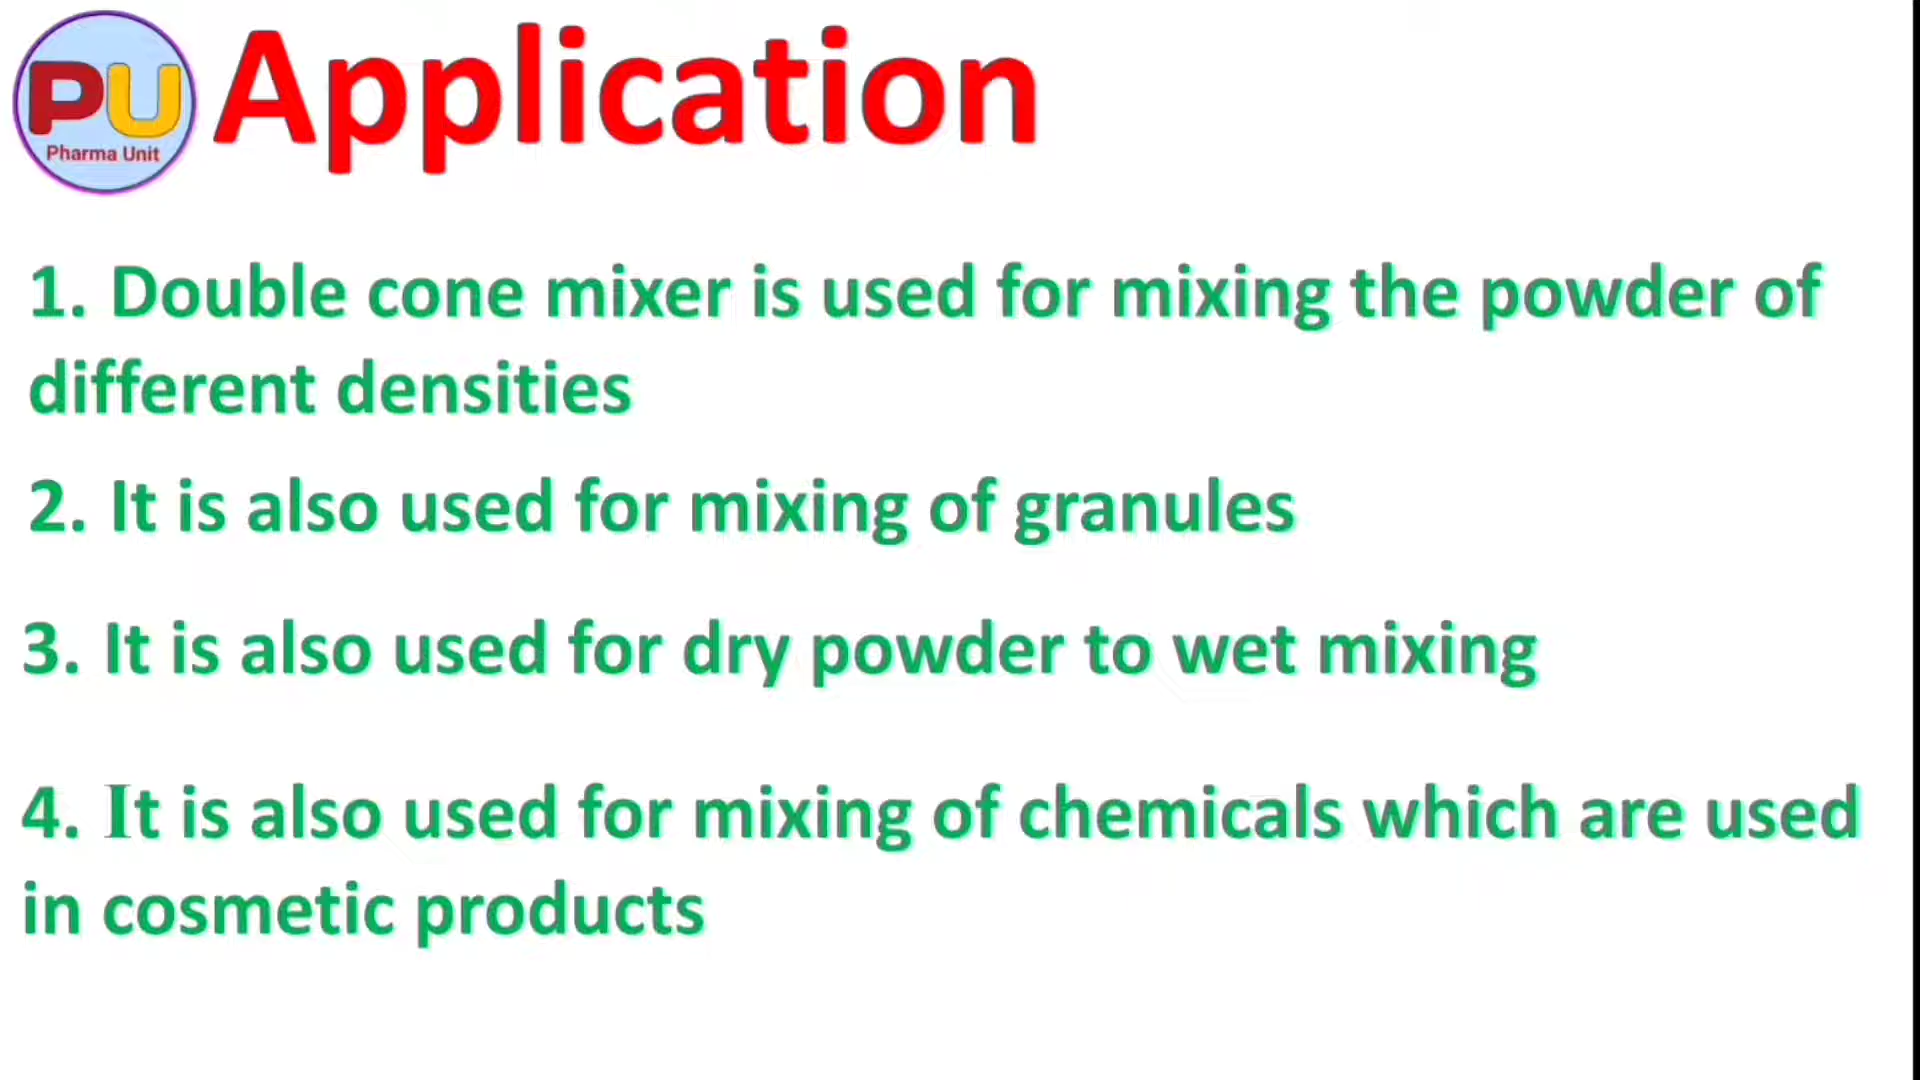 PU
Pharma Unit
Application
1. Double cone mixer is used for mixing the powder of
different densities
2. It is also used for mixing of granules
3. It is also used for dry powder to wet mixing
4. It is also used for mixing of chemicals which are used
in cosmetic products